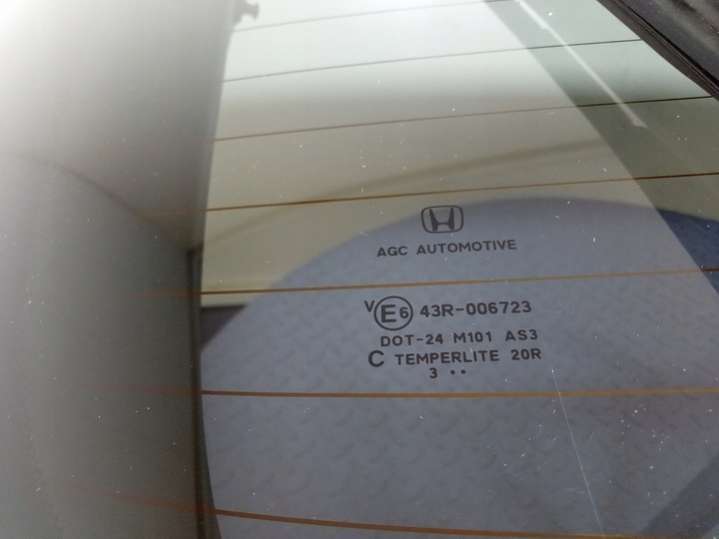 AGC AUTOMOTIVE
V E6 43R-006723
DOT-24 M101 AS3
C TEMPERLITE 20R
3 ••